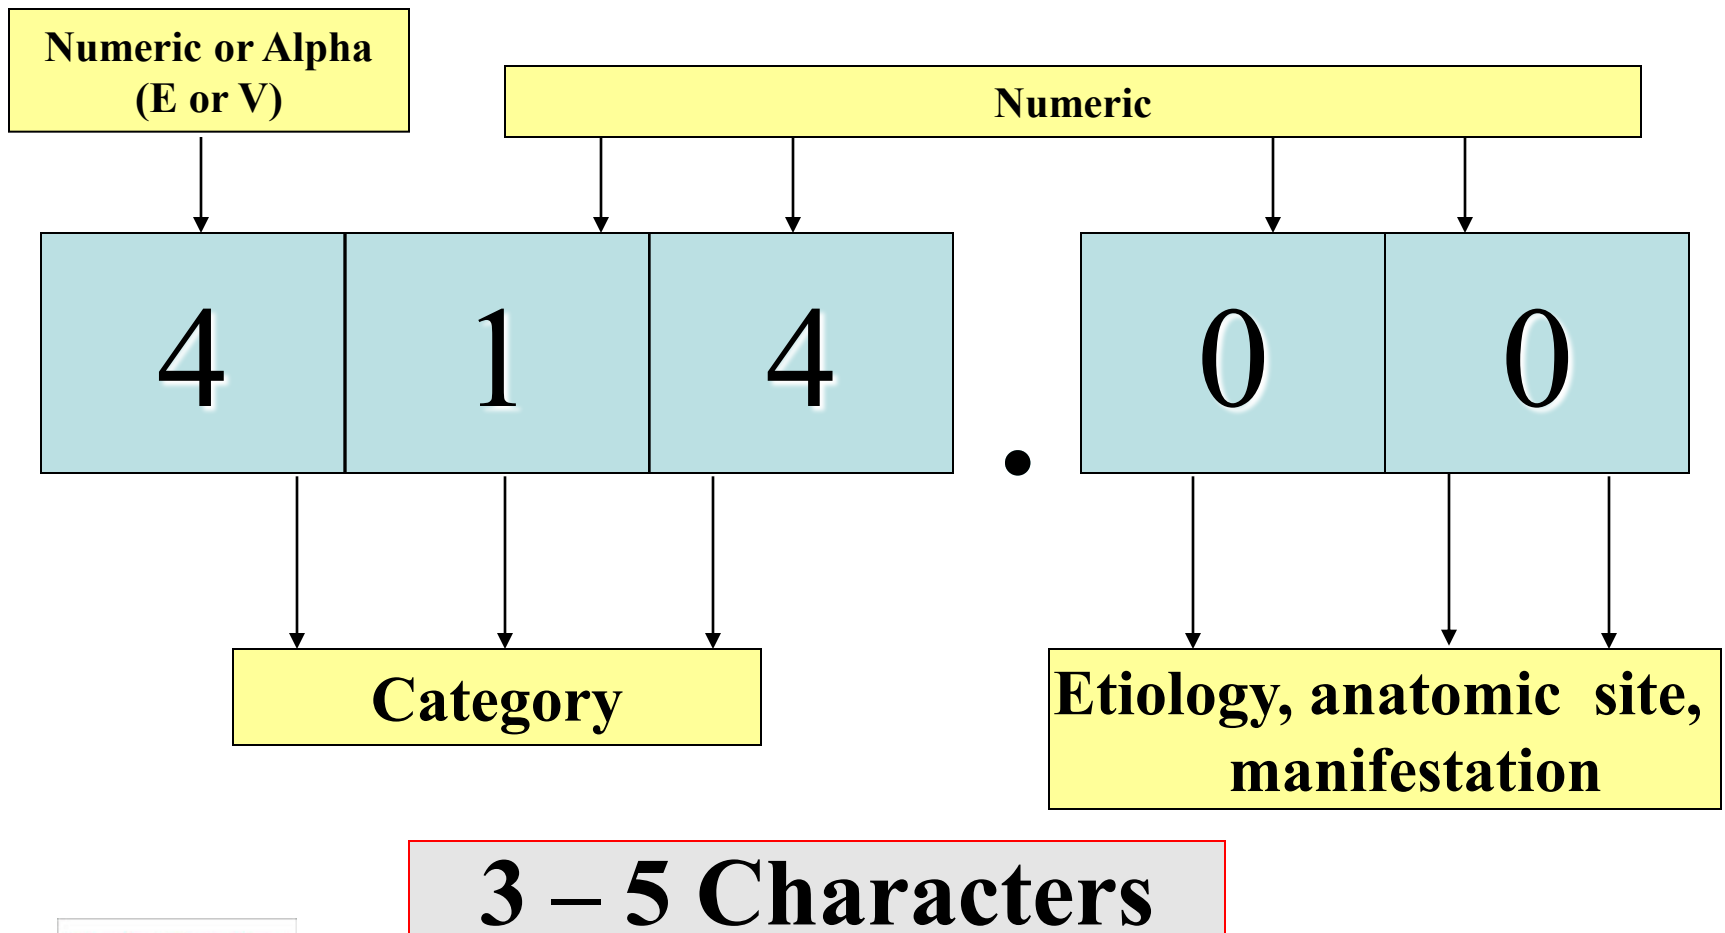 Numeric or Alpha
(E or V)
Numeric
4 1 4 . 0 0
Category
Etiology, anatomic site,
manifestation
3 – 5 Characters